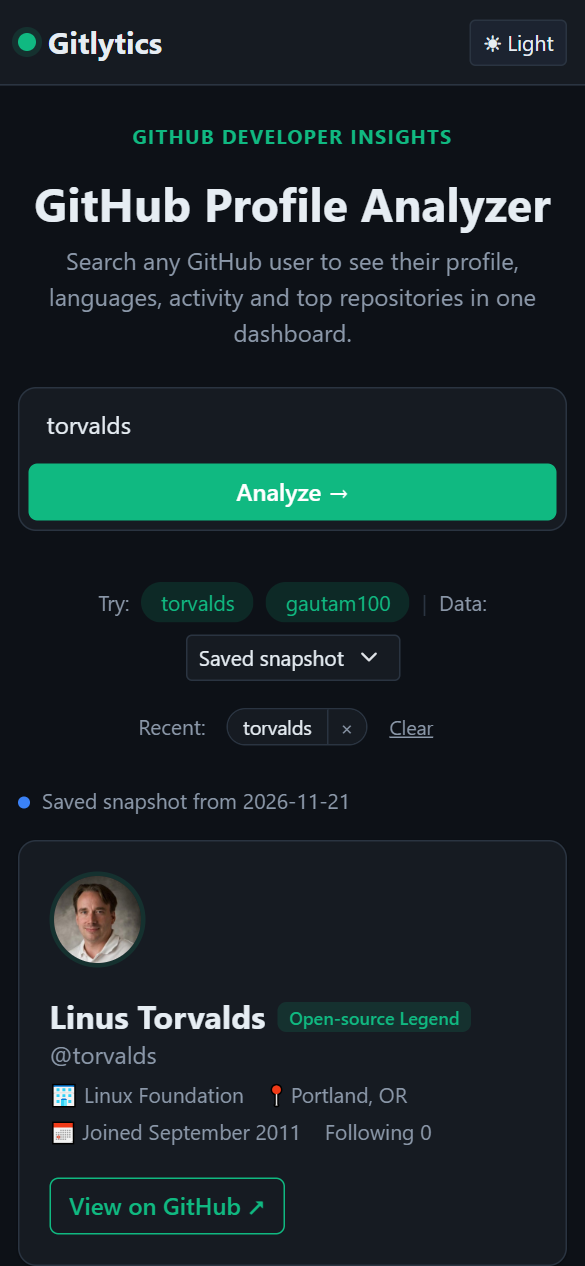 Gitlytics
Light
GITHUB DEVELOPER INSIGHTS
GitHub Profile Analyzer
Search any GitHub user to see their profile,
languages, activity and top repositories in one
dashboard.
torvalds
Analyze →
Try: torvalds gautam100 | Data:
Saved snapshot
Recent: torvalds × Clear
Saved snapshot from 2026-11-21
Linus Torvalds Open-source Legend
@torvalds
Linux Foundation Portland, OR
Joined September 2011 Following 0
View on GitHub ↗